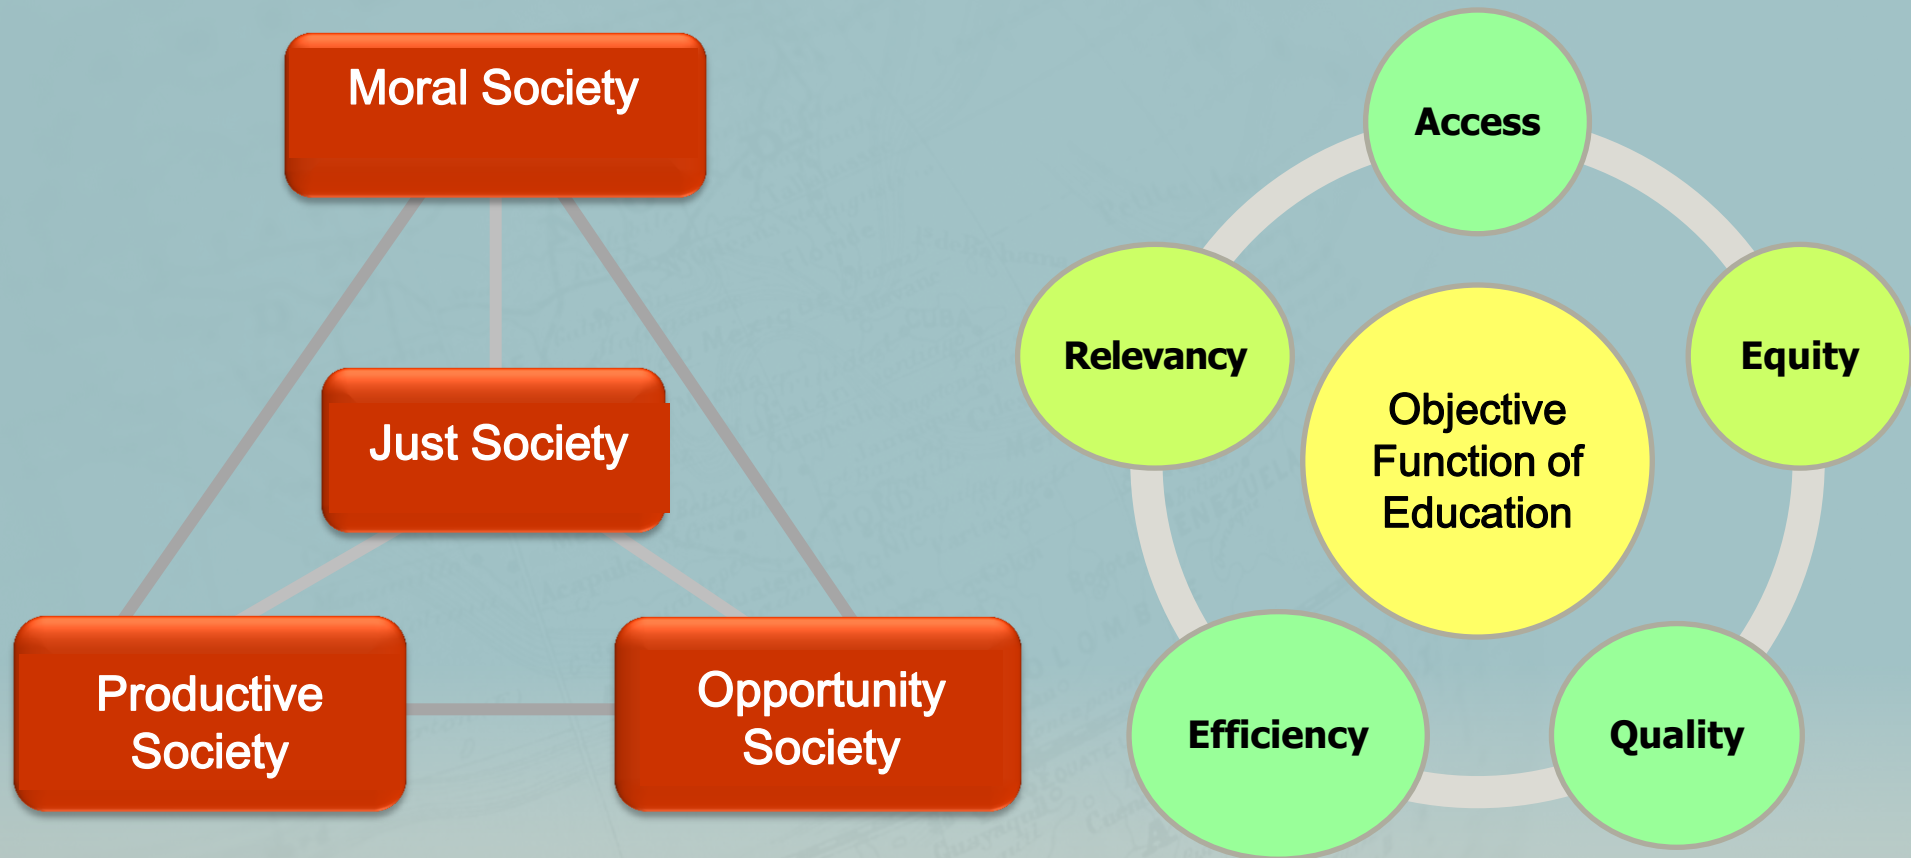 Moral Society
Just Society
Productive
Society
Opportunity
Society
Access
Equity
Quality
Efficiency
Relevancy
Objective
Function of
Education